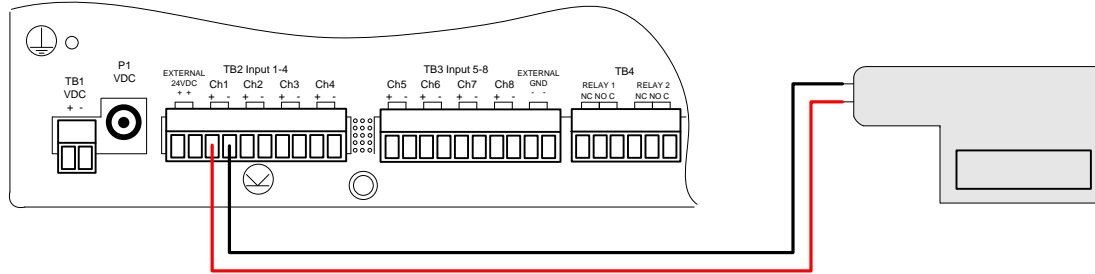 P1
VDC
TB1
VDC
+ -
EXTERNAL
24VDC
+ +
TB2 Input 1-4
Ch1 Ch2 Ch3 Ch4
+ - + - + - + -
TB3 Input 5-8
Ch5 Ch6 Ch7 Ch8
+ - + - + - + -
EXTERNAL
GND
- -
TB4
RELAY 1 RELAY 2
NC NO C NC NO C